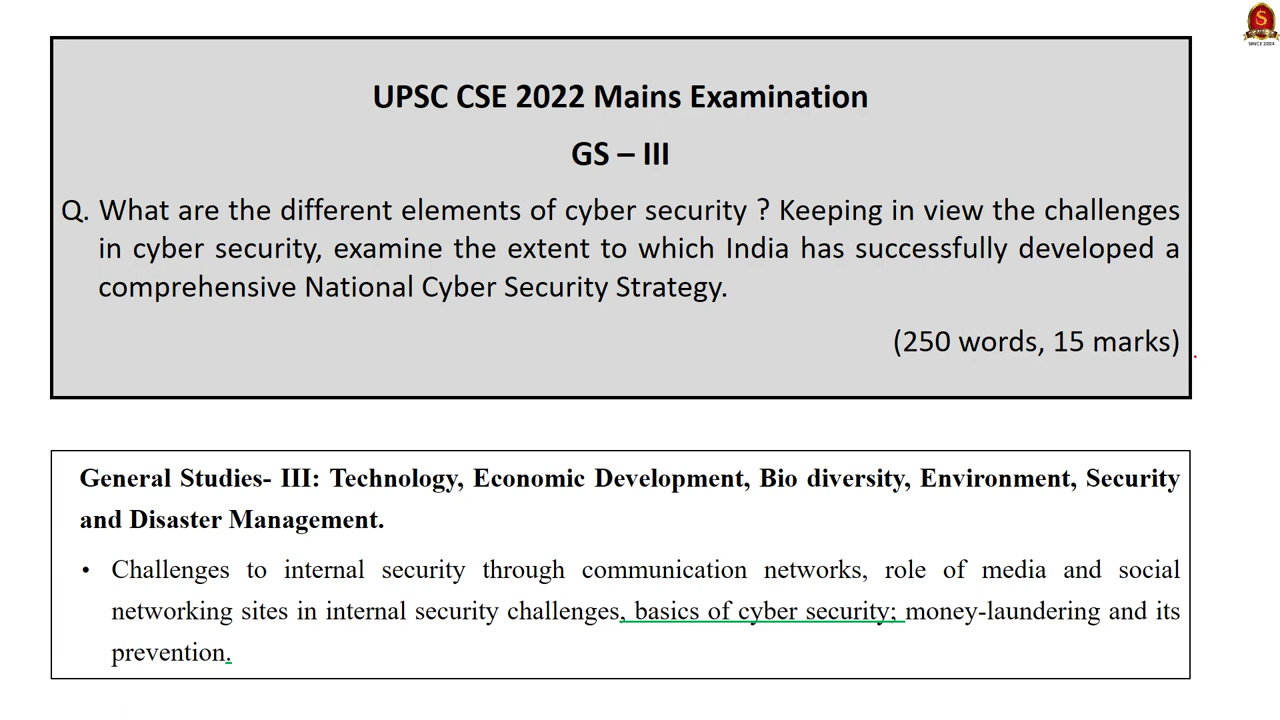 S
SINCE 2004
UPSC CSE 2022 Mains Examination
GS – III
Q. What are the different elements of cyber security ? Keeping in view the challenges
in cyber security, examine the extent to which India has successfully developed a
comprehensive National Cyber Security Strategy.
(250 words, 15 marks)
General Studies- III: Technology, Economic Development, Bio diversity, Environment, Security
and Disaster Management.
• Challenges to internal security through communication networks, role of media and social
networking sites in internal security challenges, basics of cyber security; money-laundering and its
prevention.